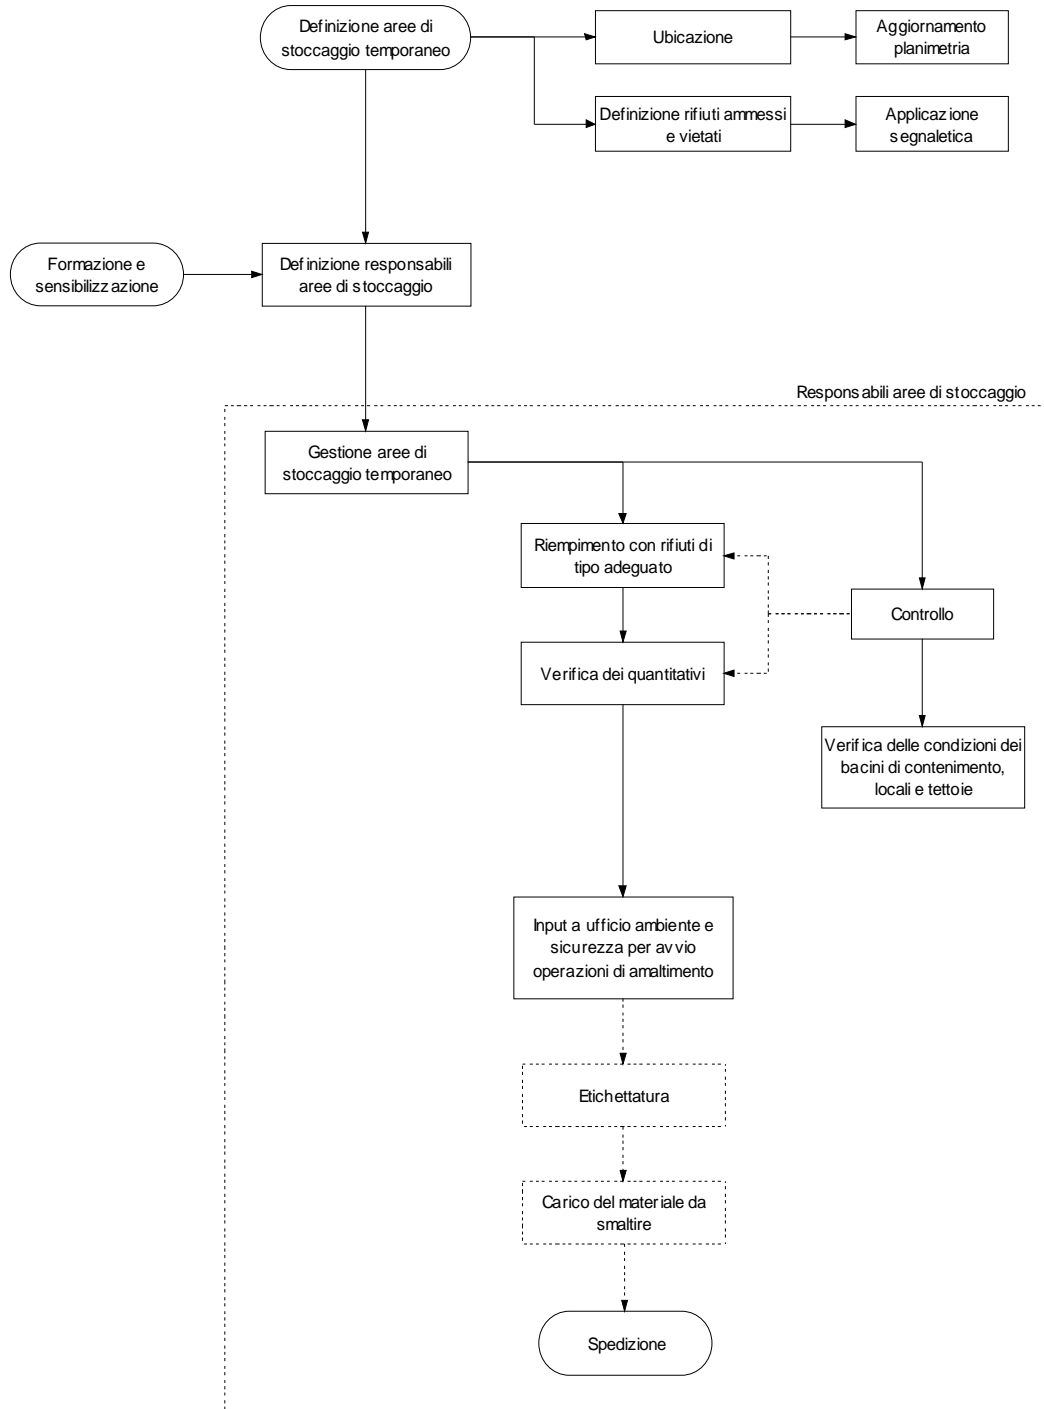 Definizione aree di
stoccaggio temporaneo
Ubicazione
Aggiornamento
planimetria
Definizione rifiuti ammessi
e vietati
Applicazione
segnaletica
Formazione e
sensibilizzazione
Definizione responsabili
aree di stoccaggio
Responsabili aree di stoccaggio
Gestione aree di
stoccaggio temporaneo
Riempimento con rifiuti di
tipo adeguato
Controllo
Verifica dei quantitativi
Verifica delle condizioni dei
bacini di contenimento,
locali e tettoie
Input a ufficio ambiente e
sicurezza per avvio
operazioni di amaltimento
Etichettatura
Carico del materiale da
smaltire
Spedizione